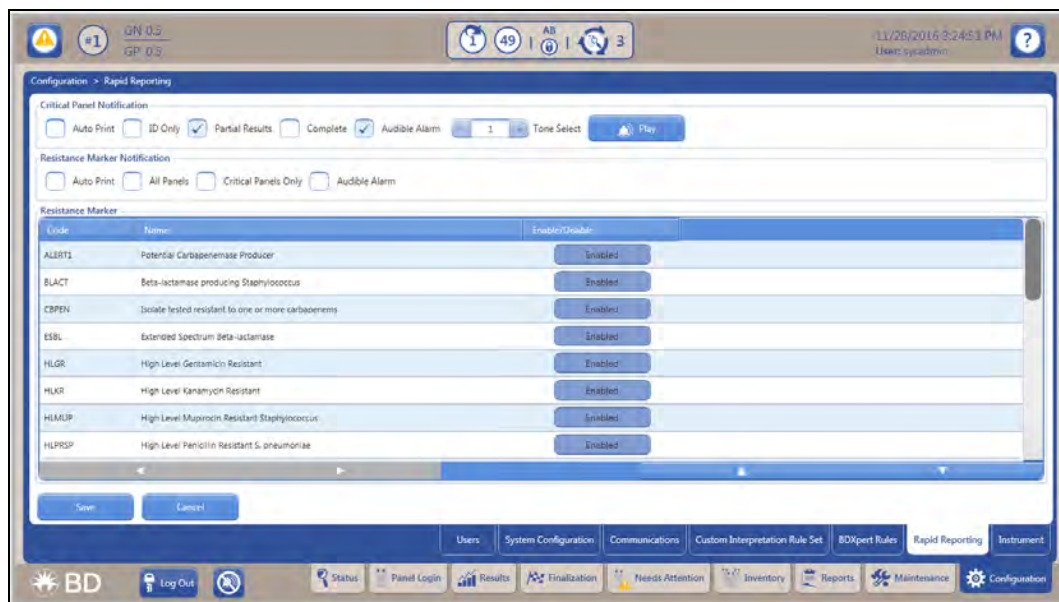 #1 GN 0.5
GP 0.5
1 49 AB 3
11/28/2016 3:24:53 PM
User: sysadmin
?
Configuration > Rapid Reporting
Critical Panel Notification
Auto Print ID Only Partial Results Complete Audible Alarm - 1 + Tone Select Play
Resistance Marker Notification
Auto Print All Panels Critical Panels Only Audible Alarm
Resistance Marker
Code Name Enable/Disable
ALERT1 Potential Carbapenemase Producer Enabled
BLACT Beta-lactamase producing Staphylococcus Enabled
CBPEN Isolate tested resistant to one or more carbapenems Enabled
ESBL Extended Spectrum Beta-lactamase Enabled
HLGR High Level Gentamicin Resistant Enabled
HLKR High Level Kanamycin Resistant Enabled
HLMUP High Level Mupirocin Resistant Staphylococcus Enabled
HLPRSP High Level Penicillin Resistant S. pneumoniae Enabled
Save Cancel
Users System Configuration Communications Custom Interpretation Rule Set BDXpert Rules Rapid Reporting Instrument
BD Log Out Status Panel Login Results Finalization Needs Attention Inventory Reports Maintenance Configuration